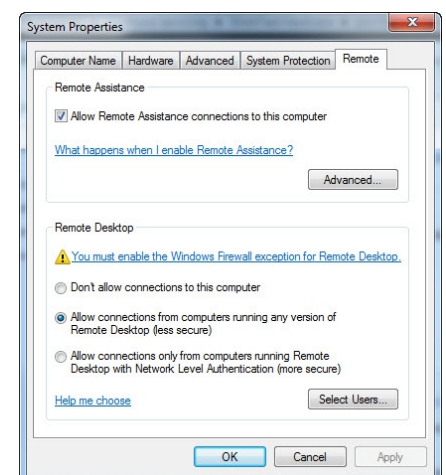 System Properties
Computer Name Hardware Advanced System Protection Remote
Remote Assistance
Allow Remote Assistance connections to this computer
What happens when I enable Remote Assistance?
Advanced...
Remote Desktop
You must enable the Windows Firewall exception for Remote Desktop.
Don't allow connections to this computer
Allow connections from computers running any version of
Remote Desktop (less secure)
Allow connections only from computers running Remote
Desktop with Network Level Authentication (more secure)
Help me choose
Select Users...
OK Cancel Apply